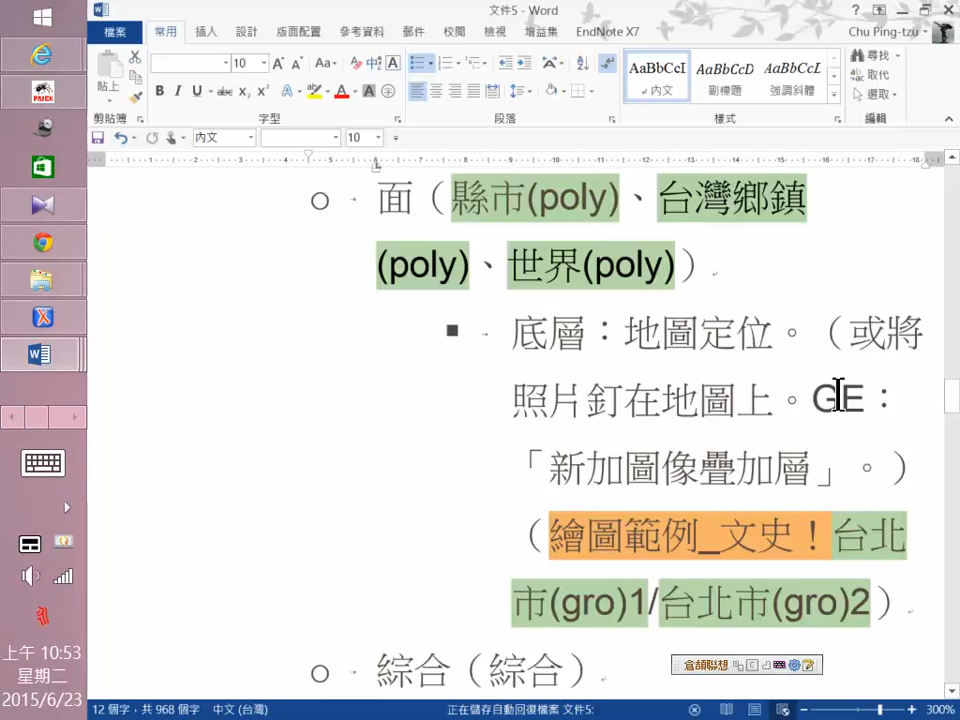 文件5 - Word
檔案 常用 插入 設計 版面配置 參考資料 郵件 校閱 檢視 增益集 EndNote X7 Chu Ping-tzu
貼上
10
Aa
中文
B I U abc X₂ X²
AaBbCcI AaBbCcD AaBbCcD
內文 副標題 強調斜體
尋找
取代
選取
剪貼簿 字型 段落 樣式 編輯
內文 10
面（縣市(poly)、台灣鄉鎮
(poly)、世界(poly)）
底層：地圖定位。（或將
照片釘在地圖上。GE：
「新加圖像疊加層」。）
（繪圖範例_文史！台北
市(gro)1/台北市(gro)2）
綜合（綜合）
倉頡聯想
上午 10:53
星期二
2015/6/23
12 個字，共 968 個字 中文 (台灣) 正在儲存自動回復檔案 文件5: 300%